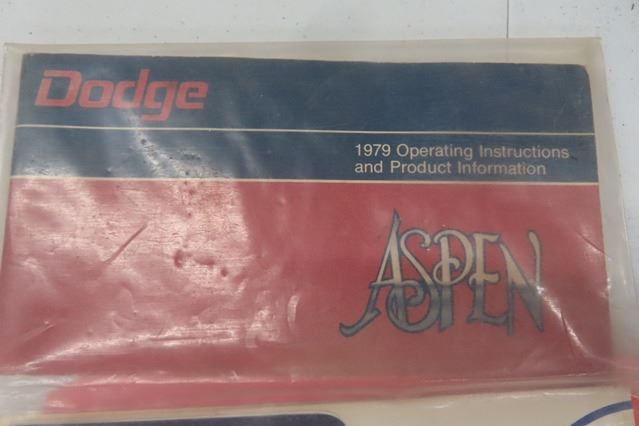 Dodge
1979 Operating Instructions
and Product Information
ASPEN